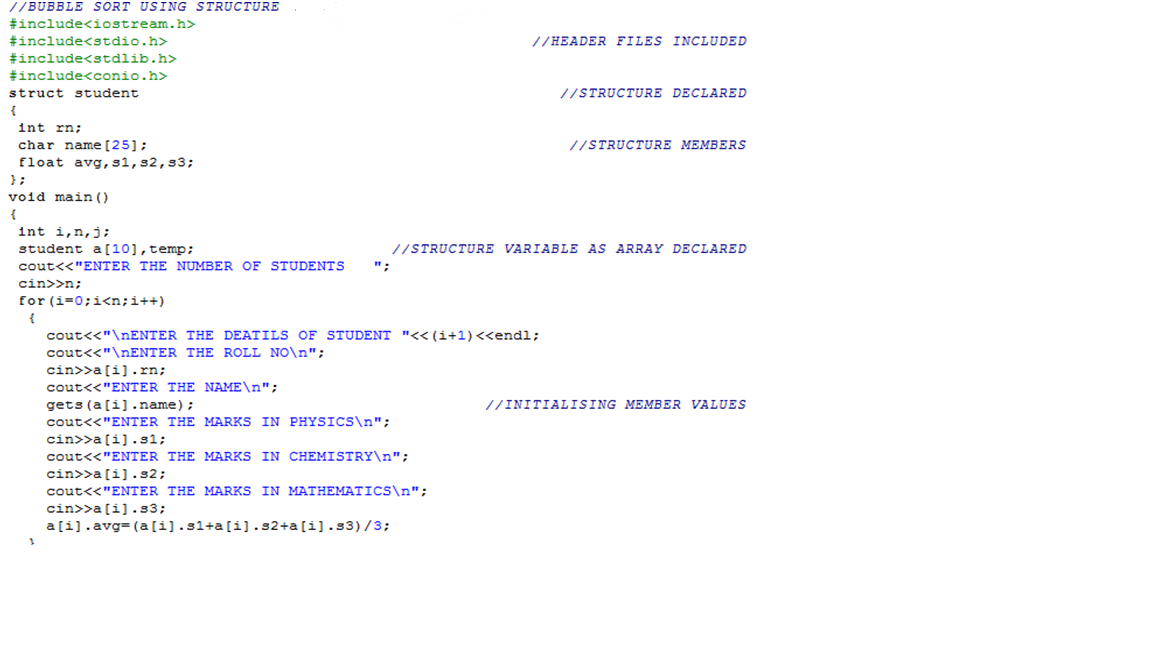 //BUBBLE SORT USING STRUCTURE
#include<iostream.h>
#include<stdio.h> //HEADER FILES INCLUDED
#include<stdlib.h>
#include<conio.h>
struct student //STRUCTURE DECLARED
{
int rn;
char name[25]; //STRUCTURE MEMBERS
float avg,s1,s2,s3;
};
void main()
{
int i,n,j;
student a[10],temp; //STRUCTURE VARIABLE AS ARRAY DECLARED
cout<<"ENTER THE NUMBER OF STUDENTS   ";
cin>>n;
for(i=0;i<n;i++)
{
cout<<"\nENTER THE DEATILS OF STUDENT "<<(i+1)<<endl;
cout<<"\nENTER THE ROLL NO\n";
cin>>a[i].rn;
cout<<"ENTER THE NAME\n";
gets(a[i].name); //INITIALISING MEMBER VALUES
cout<<"ENTER THE MARKS IN PHYSICS\n";
cin>>a[i].s1;
cout<<"ENTER THE MARKS IN CHEMISTRY\n";
cin>>a[i].s2;
cout<<"ENTER THE MARKS IN MATHEMATICS\n";
cin>>a[i].s3;
a[i].avg=(a[i].s1+a[i].s2+a[i].s3)/3;
}